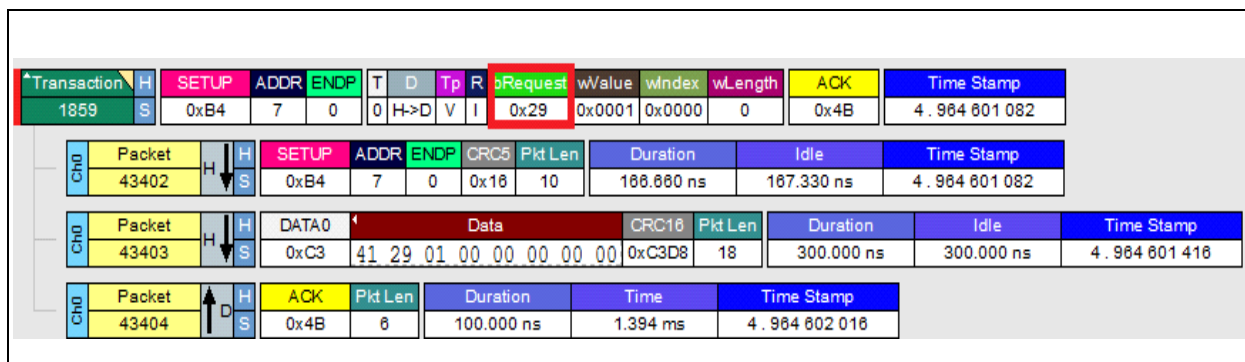 Transaction H SETUP ADDR ENDP T D Tp R bRequest wValue wIndex wLength ACK Time Stamp
1859 S 0xB4 7 0 0 H->D V I 0x29 0x0001 0x0000 0 0x4B 4 . 964 601 082
Ch0 Packet H H SETUP ADDR ENDP CRC5 Pkt Len Duration Idle Time Stamp
43402 S 0xB4 7 0 0x16 10 166.660 ns 167.330 ns 4 . 964 601 082
Ch0 Packet H H DATA0 Data CRC16 Pkt Len Duration Idle Time Stamp
43403 S 0xC3 41 29 01 00 00 00 00 00 0xC3D8 18 300.000 ns 300.000 ns 4 . 964 601 416
Ch0 Packet D H ACK Pkt Len Duration Time Time Stamp
43404 S 0x4B 6 100.000 ns 1.394 ms 4 . 964 602 016